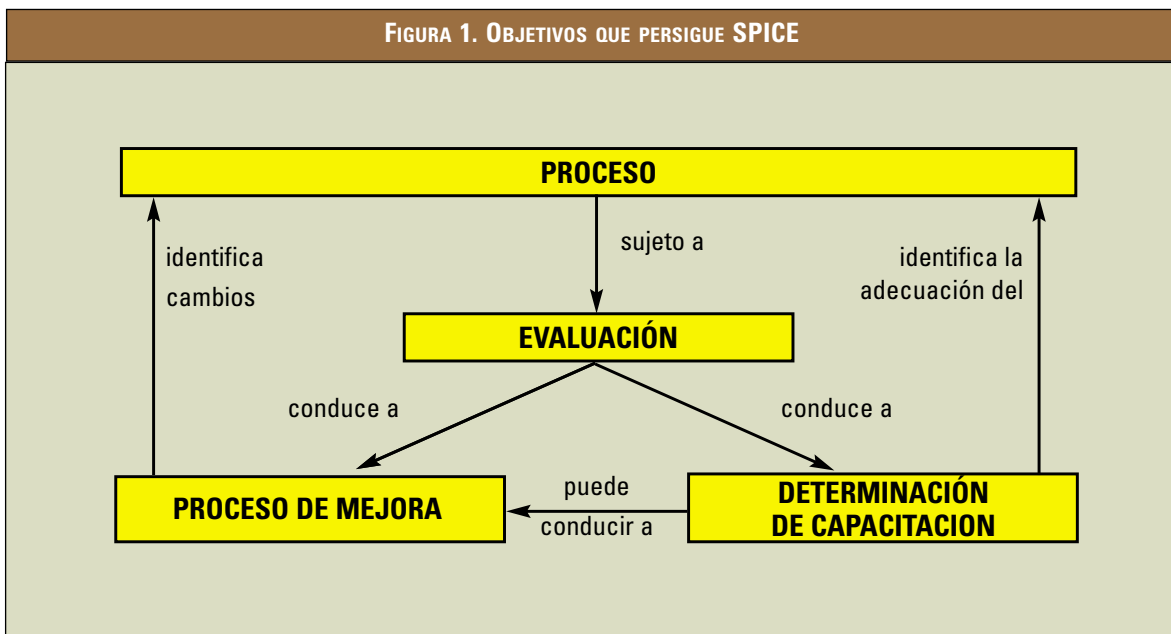 FIGURA 1. OBJETIVOS QUE PERSIGUE SPICE
PROCESO
identifica
cambios
sujeto a
identifica la
adecuación del
EVALUACIÓN
conduce a
conduce a
PROCESO DE MEJORA
puede
conducir a
DETERMINACIÓN
DE CAPACITACION